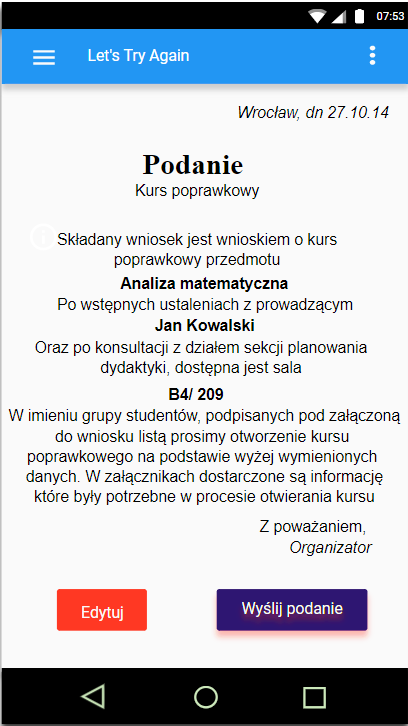 07:53
Let's Try Again
Wrocław, dn 27.10.14
Podanie
Kurs poprawkowy
Składany wniosek jest wnioskiem o kurs
poprawkowy przedmotu
Analiza matematyczna
Po wstępnych ustaleniach z prowadzącym
Jan Kowalski
Oraz po konsultacji z działem sekcji planowania
dydaktyki, dostępna jest sala
B4/ 209
W imieniu grupy studentów, podpisanych pod załączoną
do wniosku listą prosimy otworzenie kursu
poprawkowego na podstawie wyżej wymienionych
danych. W załącznikach dostarczone są informację
które były potrzebne w procesie otwierania kursu
Z poważaniem,
Organizator
Edytuj
Wyślij podanie